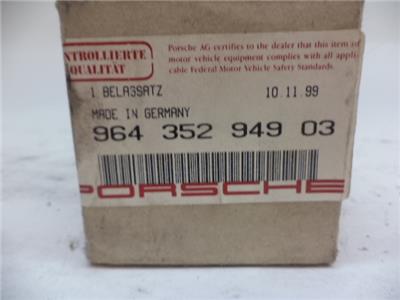 NTROLLIERTE
QUALITÄT
Porsche AG certifies to the dealer that this item of
motor vehicle equipment complies with all appli
cable Federal Motor Vehicle Safety Standards.
1 BELAGSATZ 10.11.99
MADE IN GERMANY
964 352 949 03
PORSCHE